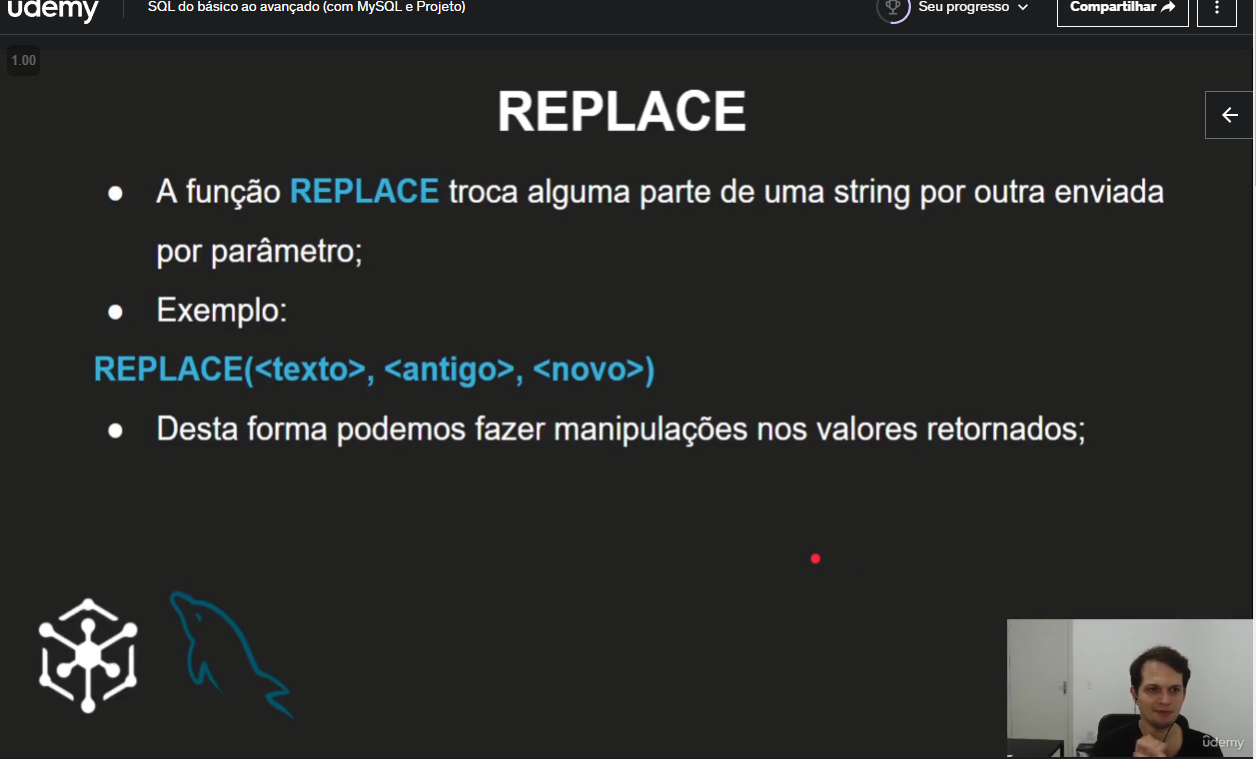 udemy
SQL do básico ao avançado (com MySQL e Projeto)
Seu progresso
Compartilhar
1.00
REPLACE
● A função REPLACE troca alguma parte de uma string por outra enviada
por parâmetro;
● Exemplo:
REPLACE(<texto>, <antigo>, <novo>)
● Desta forma podemos fazer manipulações nos valores retornados;
udemy